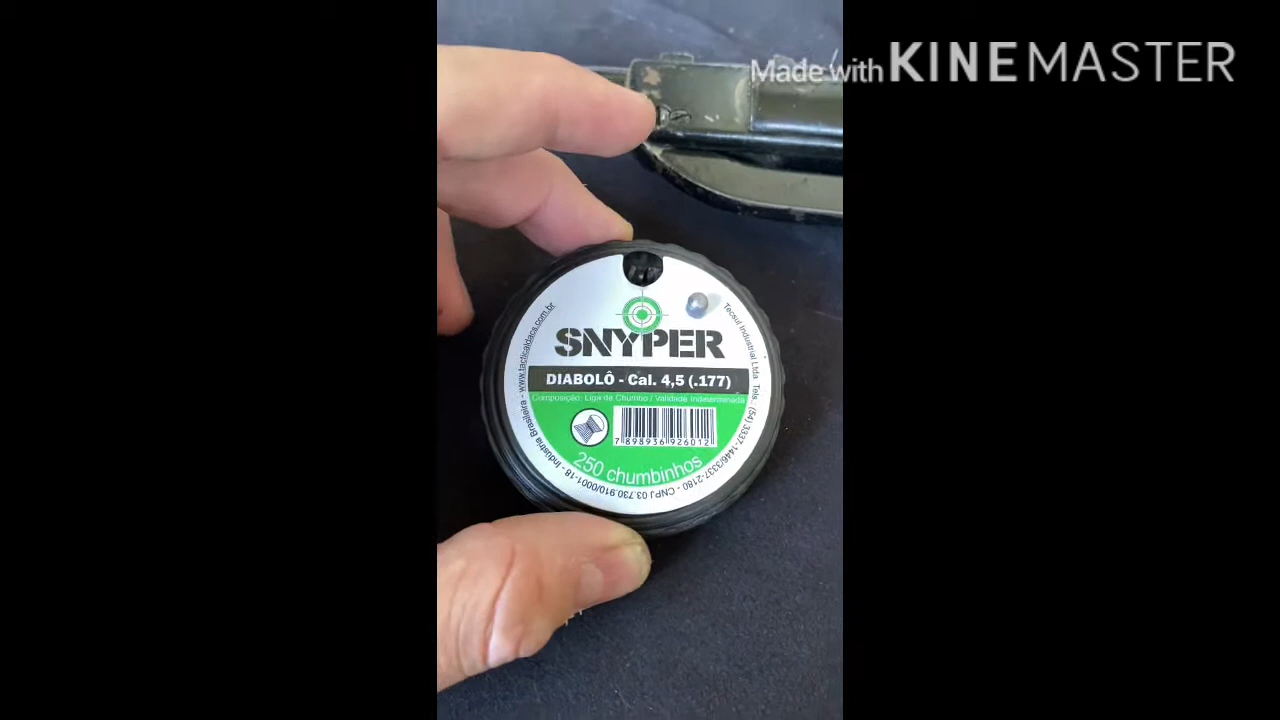 Made with KINEMASTER
SNYPER
DIABOLÔ - Cal. 4,5 (.177)
Composição: Liga de Chumbo / Validade Indeterminada
7 898936 926012
250 chumbinhos
Tecsul Industrial Ltda Tels.: (54) 3337-1446/3337-2180 - CNPJ 03.730.910/0001-18 - Indústria Brasileira - www.tacticaldacs.com.br